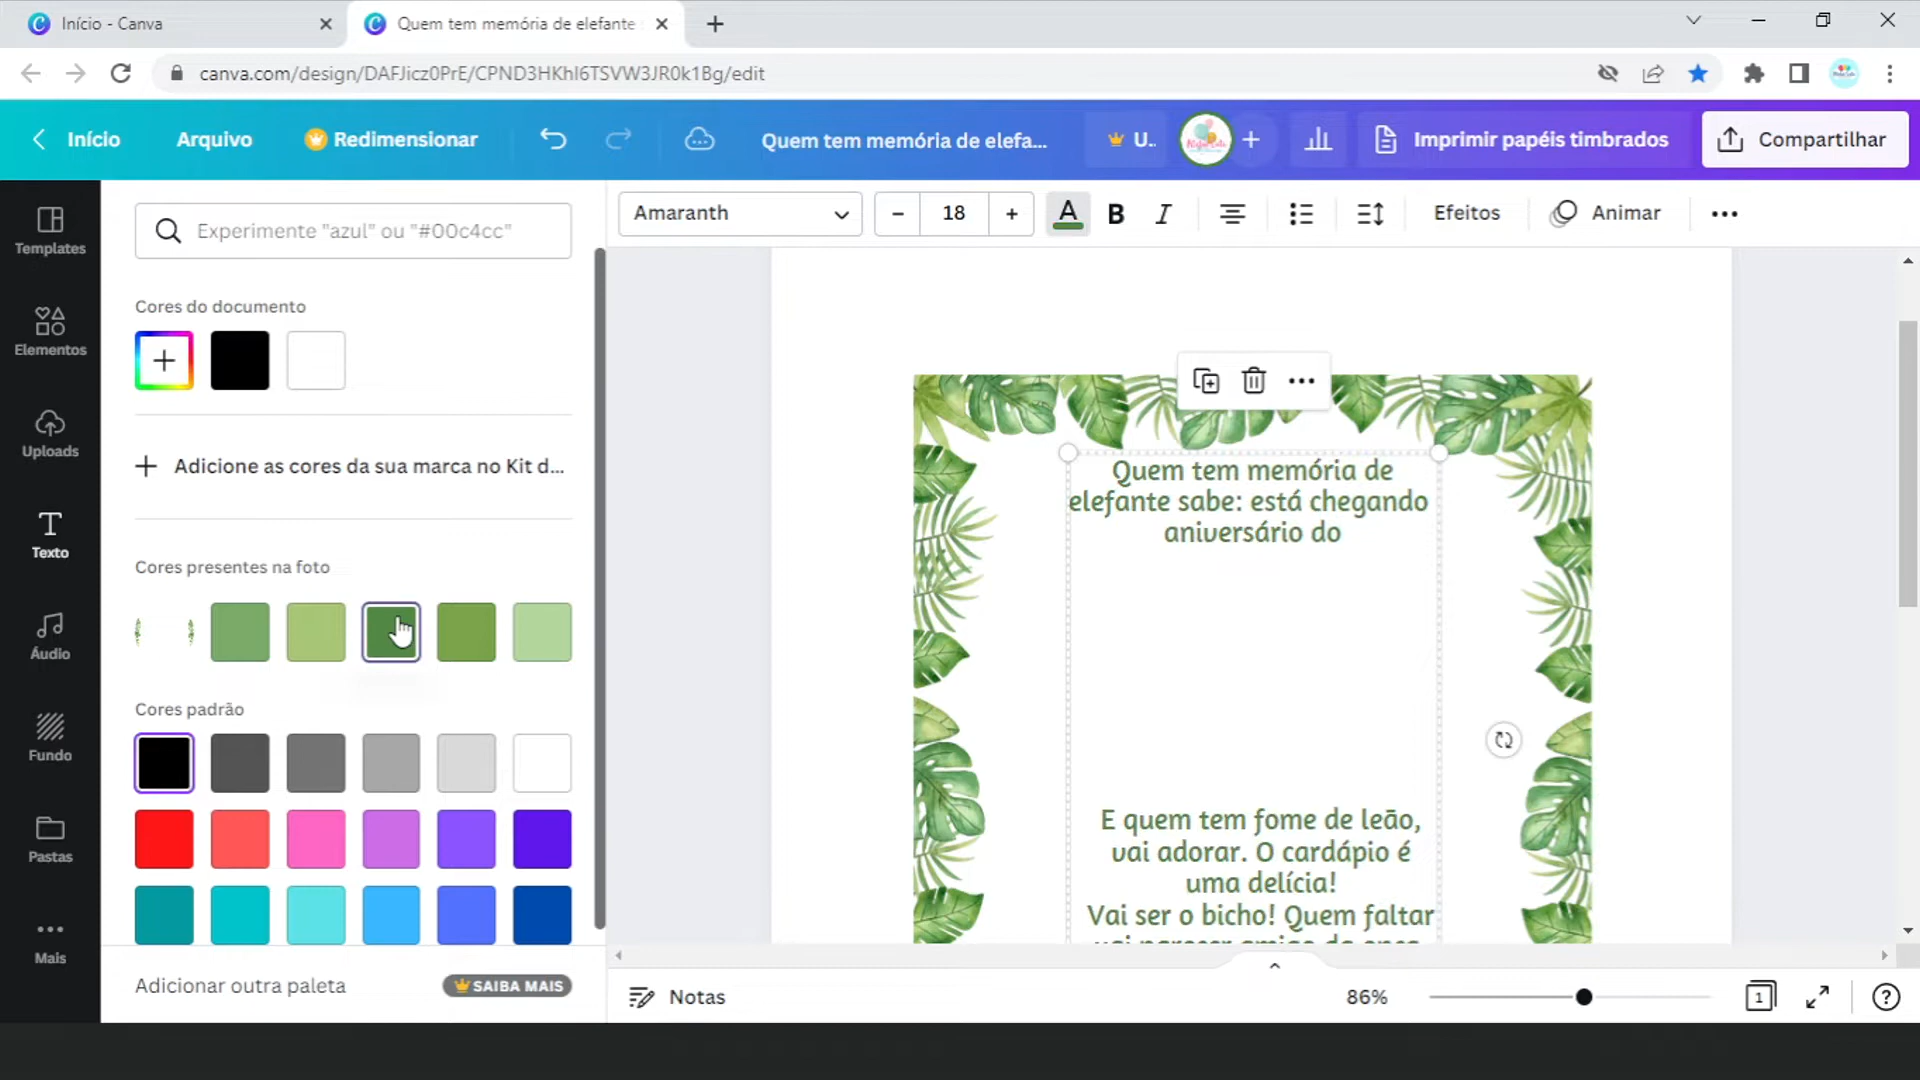 Início - Canva
Quem tem memória de elefante
canva.com/design/DAFJicz0PrE/CPND3HKhI6TSVW3JR0k1Bg/edit
Início
Arquivo
Redimensionar
Quem tem memória de elefa...
U..
Imprimir papéis timbrados
Compartilhar
Templates
Elementos
Uploads
Texto
Áudio
Fundo
Pastas
Mais
Experimente "azul" ou "#00c4cc"
Cores do documento
Adicione as cores da sua marca no Kit d...
Cores presentes na foto
Cores padrão
Adicionar outra paleta
SAIBA MAIS
Amaranth
18
A B I
Efeitos
Animar
Quem tem memória de
elefante sabe: está chegando
aniversário do
E quem tem fome de leão,
vai adorar. O cardápio é
uma delícia!
Vai ser o bicho! Quem faltar
Notas
86%
1